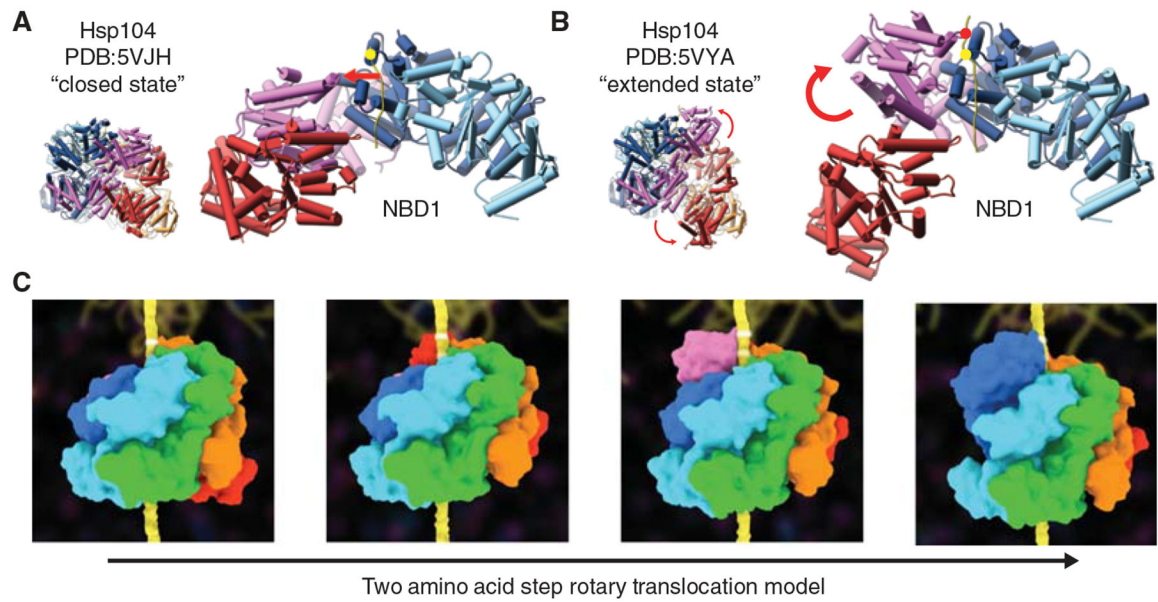 A
Hsp104
PDB:5VJH
“closed state”
NBD1
B
Hsp104
PDB:5VYA
“extended state”
NBD1
C
Two amino acid step rotary translocation model